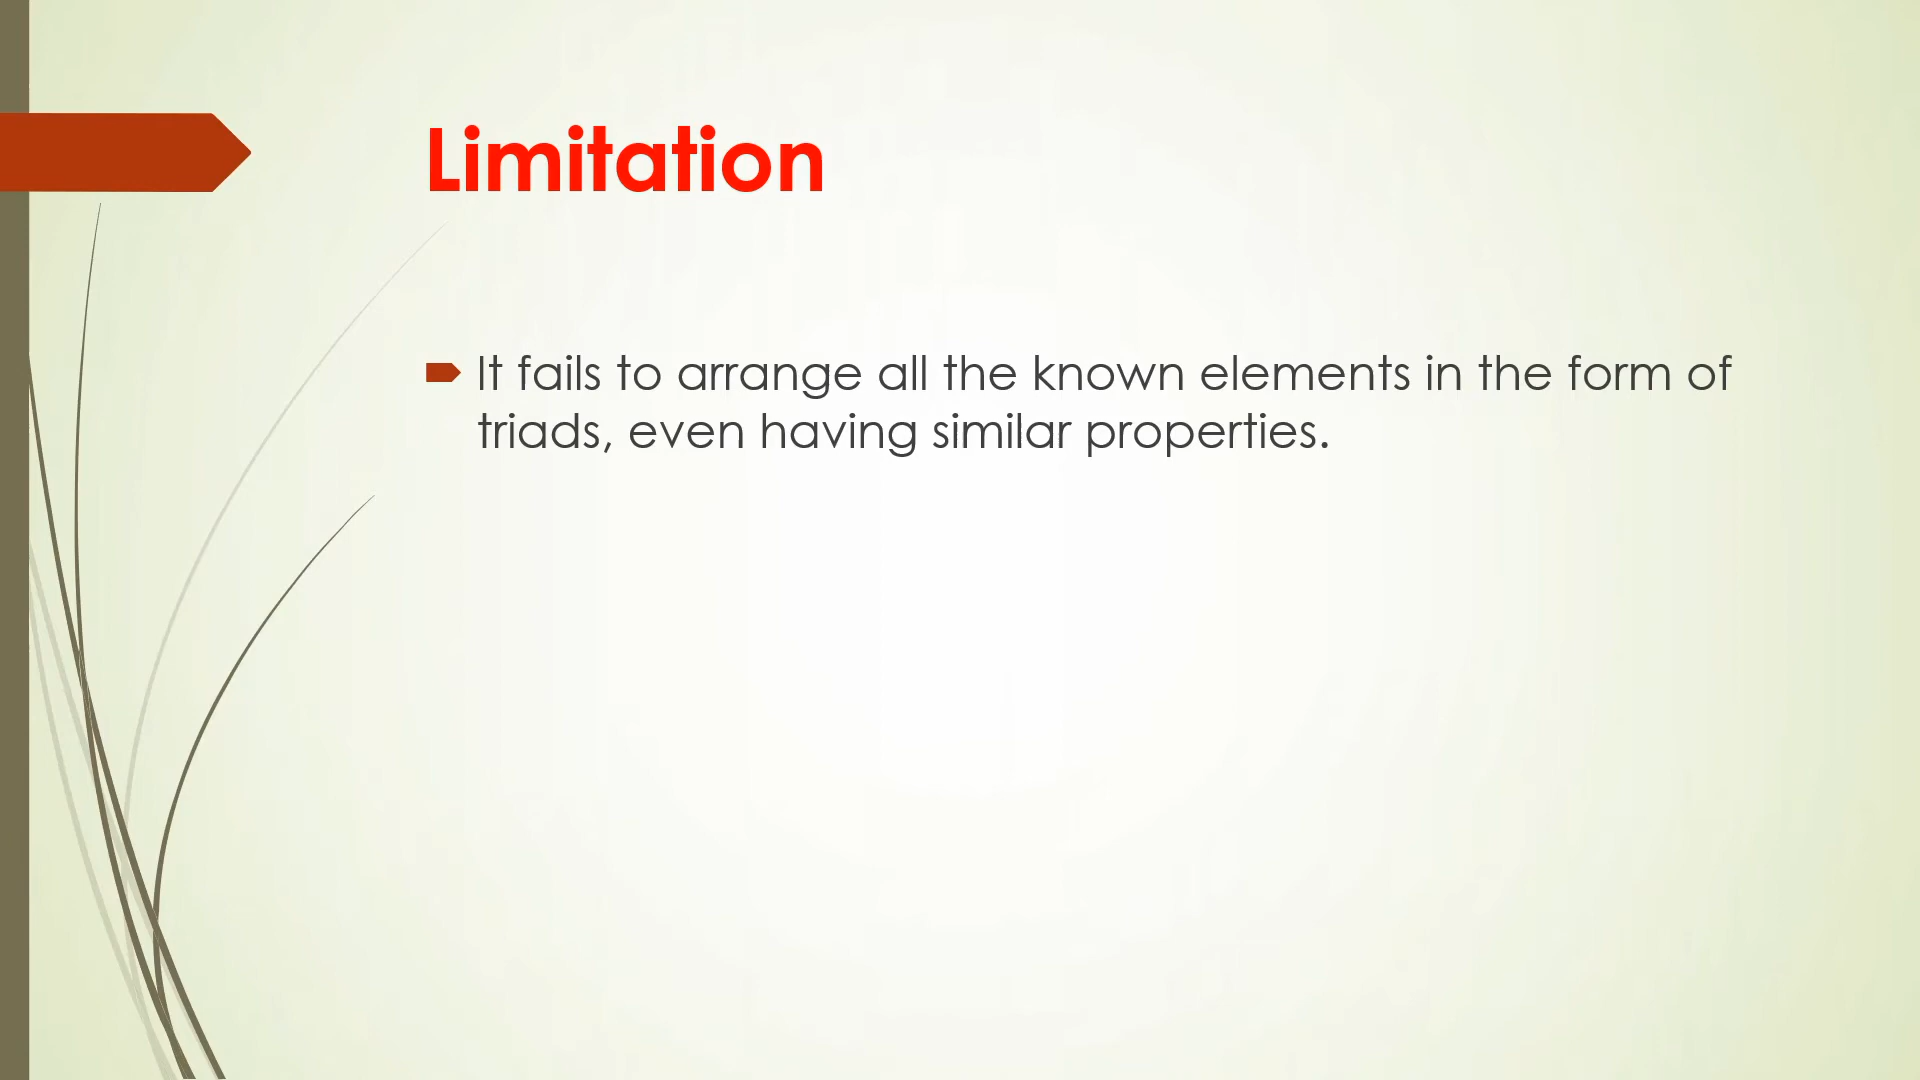 Limitation
It fails to arrange all the known elements in the form of
triads, even having similar properties.